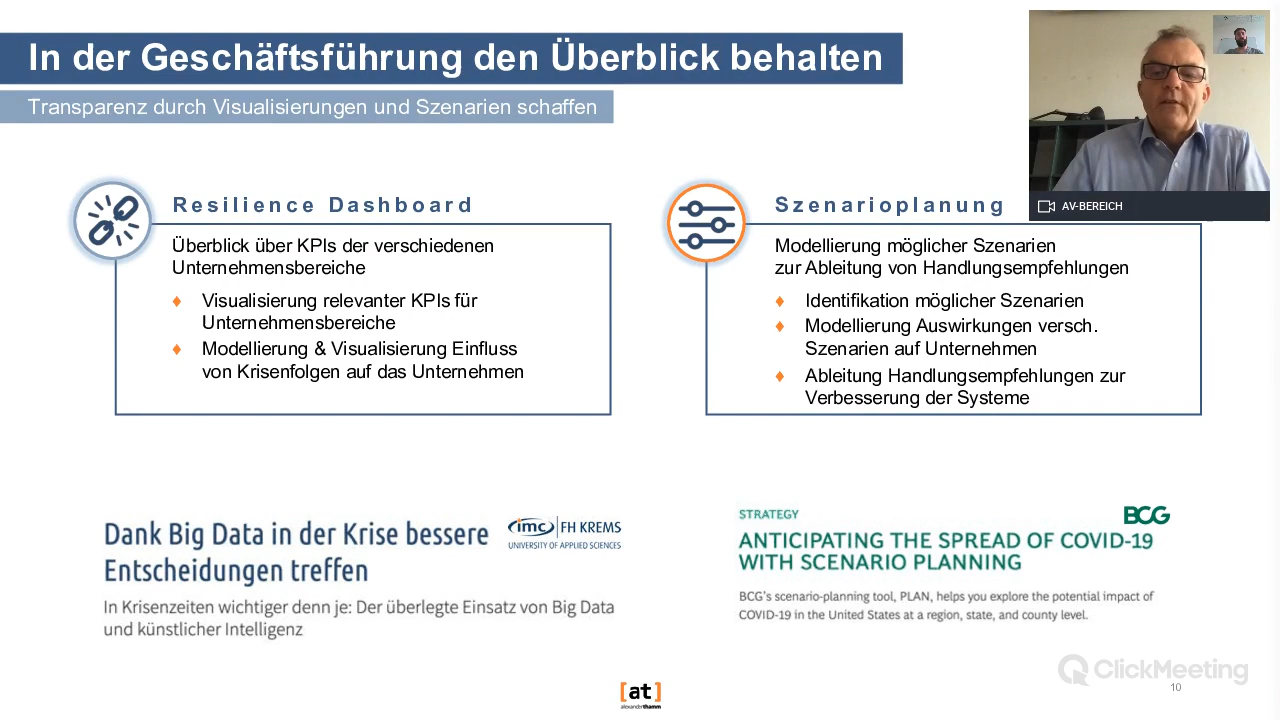 In der Geschäftsführung den Überblick behalten
Transparenz durch Visualisierungen und Szenarien schaffen
AV-BEREICH
Resilience Dashboard
Überblick über KPIs der verschiedenen
Unternehmensbereiche
Visualisierung relevanter KPIs für
Unternehmensbereiche
Modellierung & Visualisierung Einfluss
von Krisenfolgen auf das Unternehmen
Szenarioplanung
Modellierung möglicher Szenarien
zur Ableitung von Handlungsempfehlungen
Identifikation möglicher Szenarien
Modellierung Auswirkungen versch.
Szenarien auf Unternehmen
Ableitung Handlungsempfehlungen zur
Verbesserung der Systeme
Dank Big Data in der Krise bessere
Entscheidungen treffen
imc FH KREMS
UNIVERSITY OF APPLIED SCIENCES
In Krisenzeiten wichtiger denn je: Der überlegte Einsatz von Big Data
und künstlicher Intelligenz
STRATEGY
BCG
ANTICIPATING THE SPREAD OF COVID-19
WITH SCENARIO PLANNING
BCG's scenario-planning tool, PLAN, helps you explore the potential impact of
COVID-19 in the United States at a region, state, and county level.
[at]
alexanderthamm
ClickMeeting
10